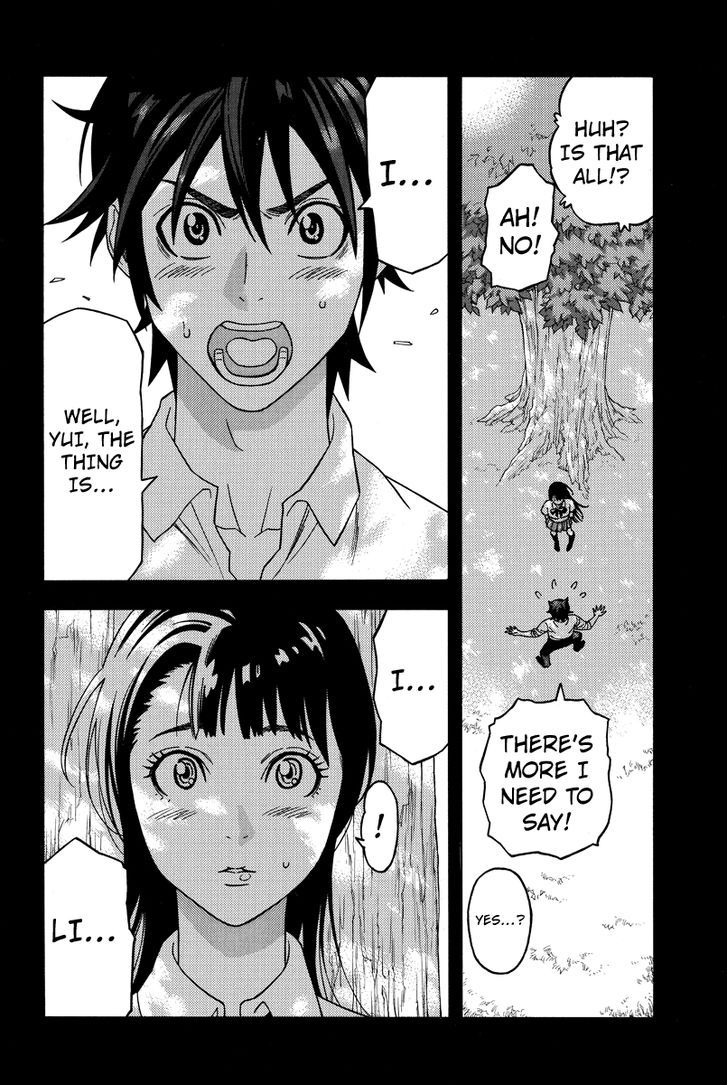 HUH?
IS THAT
ALL!?
AH!
NO!
THERE'S
MORE I
NEED TO
SAY!
YES...?
I...
WELL,
YUI, THE
THING
IS...
I...
!
LI...